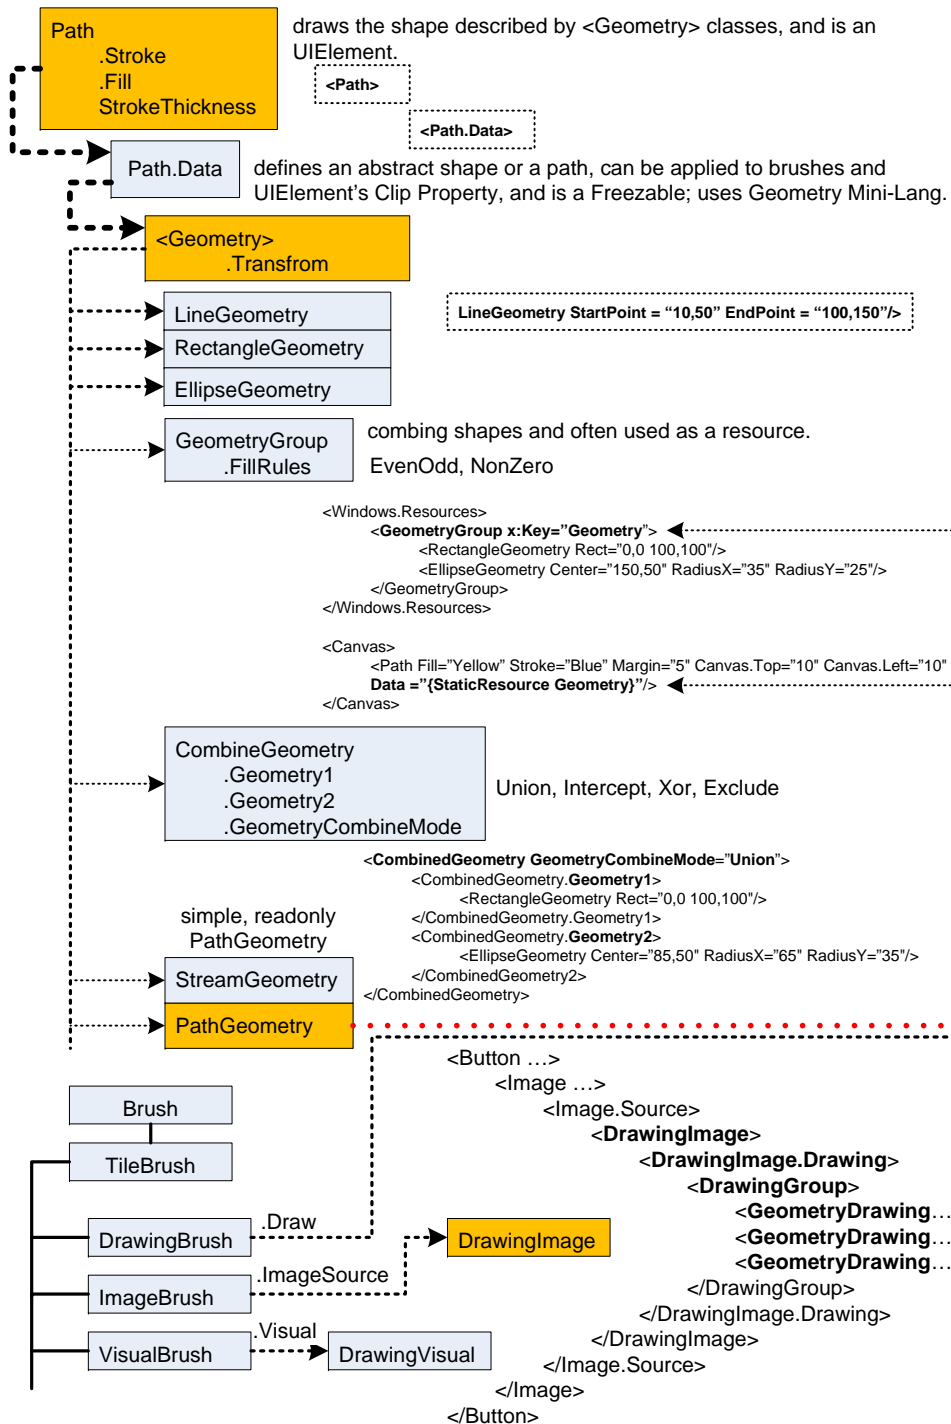 Path
.Stroke
.Fill
StrokeThickness
draws the shape described by <Geometry> classes, and is an
UIElement.
<Path>
<Path.Data>
Path.Data
defines an abstract shape or a path, can be applied to brushes and
UIElement's Clip Property, and is a Freezable; uses Geometry Mini-Lang.
<Geometry>
.Transfrom
LineGeometry
LineGeometry StartPoint = “10,50” EndPoint = “100,150”/>
RectangleGeometry
EllipseGeometry
GeometryGroup
.FillRules
combing shapes and often used as a resource.
EvenOdd, NonZero
<Windows.Resources>
<GeometryGroup x:Key=”Geometry”>
<RectangleGeometry Rect=”0,0 100,100"/>
<EllipseGeometry Center=”150,50" RadiusX=”35" RadiusY=”25"/>
</GeometryGroup>
</Windows.Resources>
<Canvas>
<Path Fill=”Yellow” Stroke=”Blue” Margin=”5" Canvas.Top=”10" Canvas.Left=”10"
Data =”{StaticResource Geometry}”/>
</Canvas>
CombineGeometry
.Geometry1
.Geometry2
.GeometryCombineMode
Union, Intercept, Xor, Exclude
<CombinedGeometry GeometryCombineMode=”Union”>
<CombinedGeometry.Geometry1>
<RectangleGeometry Rect=”0,0 100,100"/>
</CombinedGeometry.Geometry1>
<CombinedGeometry.Geometry2>
<EllipseGeometry Center=”85,50" RadiusX=”65" RadiusY=”35"/>
</CombinedGeometry2>
</CombinedGeometry>
simple, readonly
PathGeometry
StreamGeometry
PathGeometry
<Button …>
<Image …>
<Image.Source>
<DrawingImage>
<DrawingImage.Drawing>
<DrawingGroup>
<GeometryDrawing…
<GeometryDrawing…
<GeometryDrawing…
</DrawingGroup>
</DrawingImage.Drawing>
</DrawingImage>
</Image.Source>
</Image>
</Button>
Brush
TileBrush
DrawingBrush
.Draw
DrawingImage
ImageBrush
.ImageSource
VisualBrush
.Visual
DrawingVisual